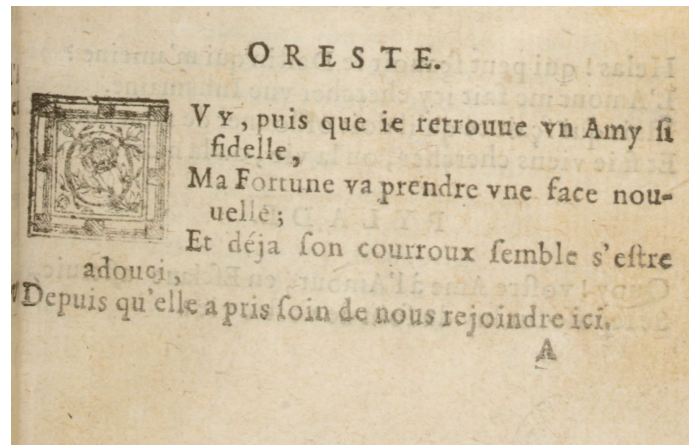 ORESTE.
OVY, puis que ie retrouue vn Amy ſi
fidelle,
Ma Fortune va prendre vne face nou-
uelle;
Et déja ſon courroux ſemble s'eſtre
adouci,
Depuis qu'elle a pris ſoin de nous rejoindre ici.
A